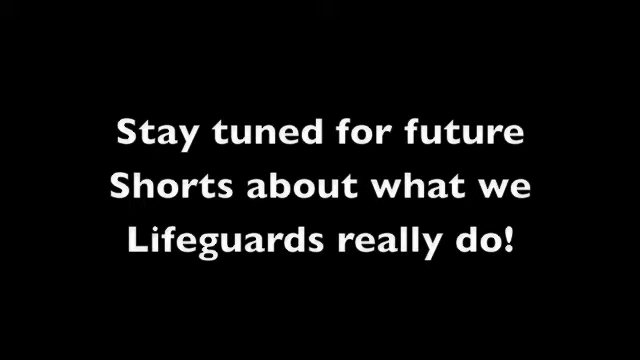 Stay tuned for future
Shorts about what we
Lifeguards really do!